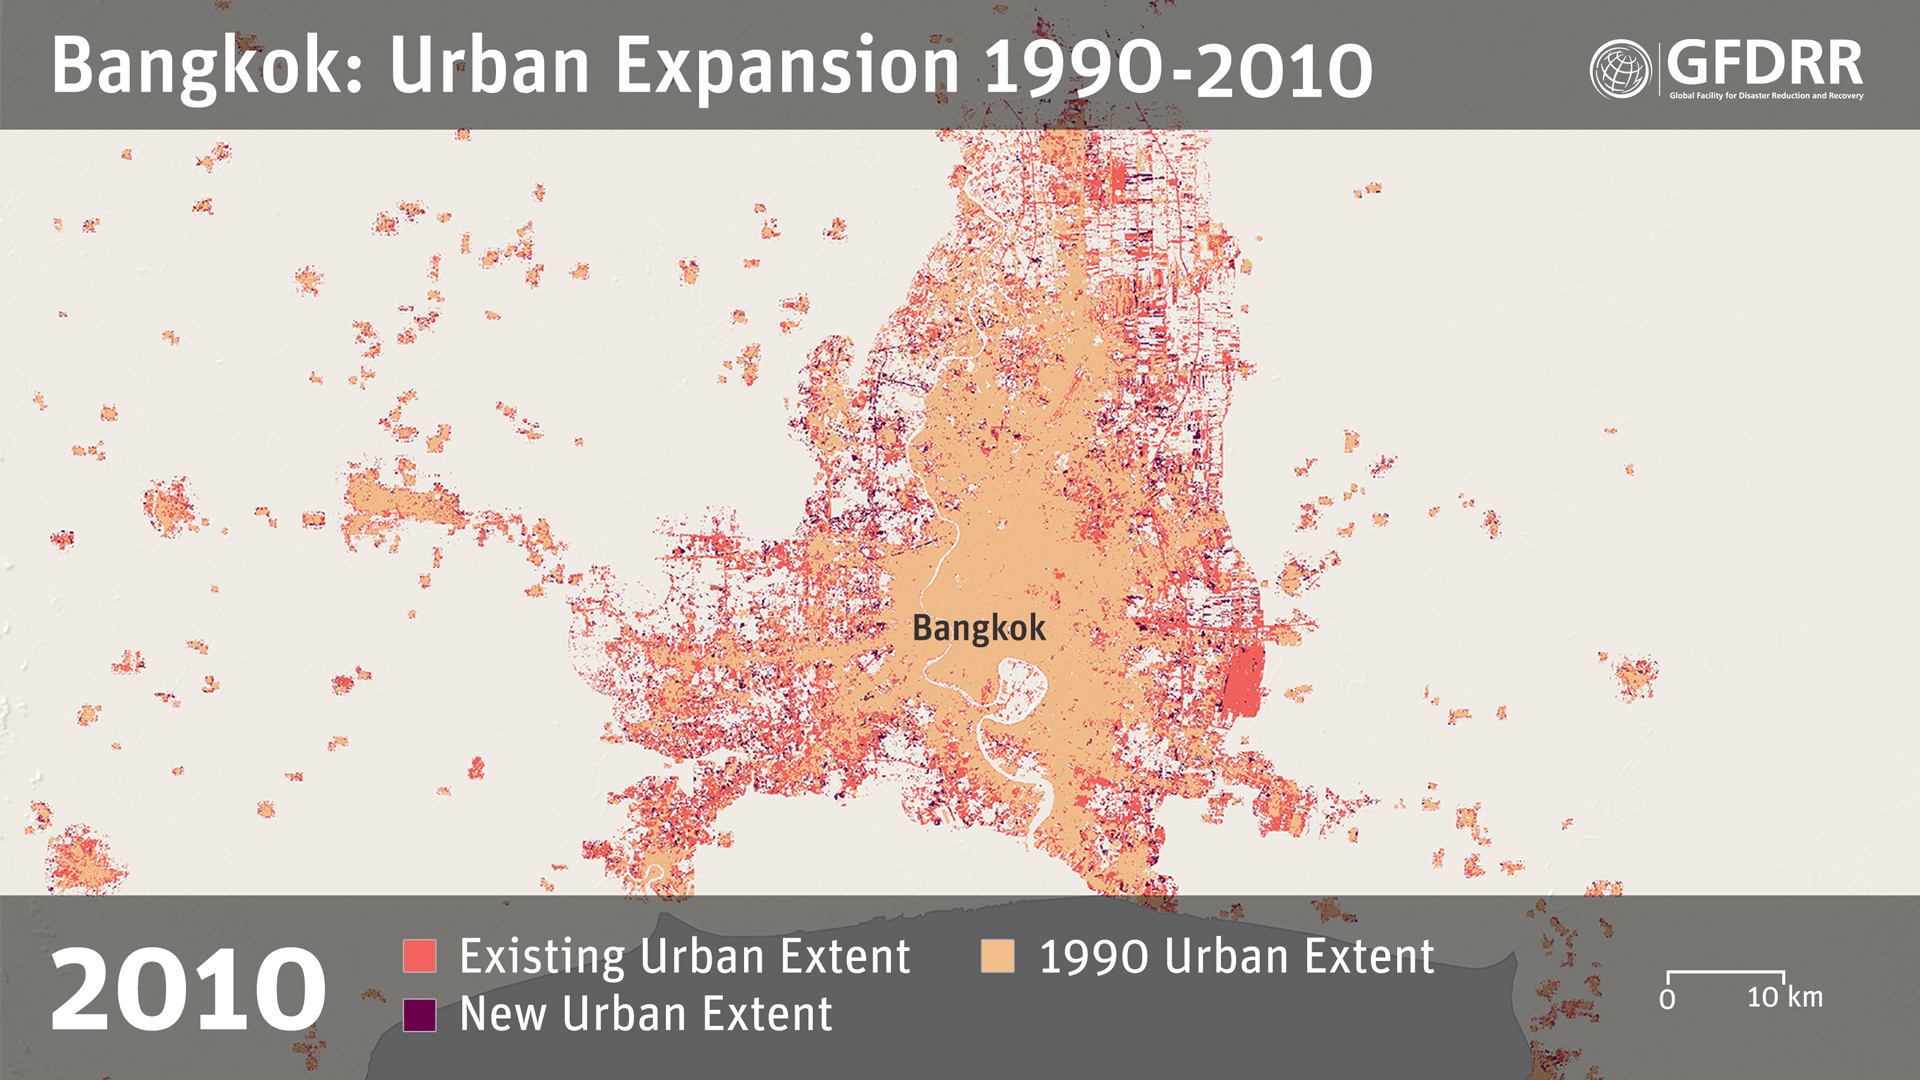 Bangkok: Urban Expansion 1990-2010
GFDRR
Global Facility for Disaster Reduction and Recovery
Bangkok
2010
Existing Urban Extent
1990 Urban Extent
New Urban Extent
0 10 km